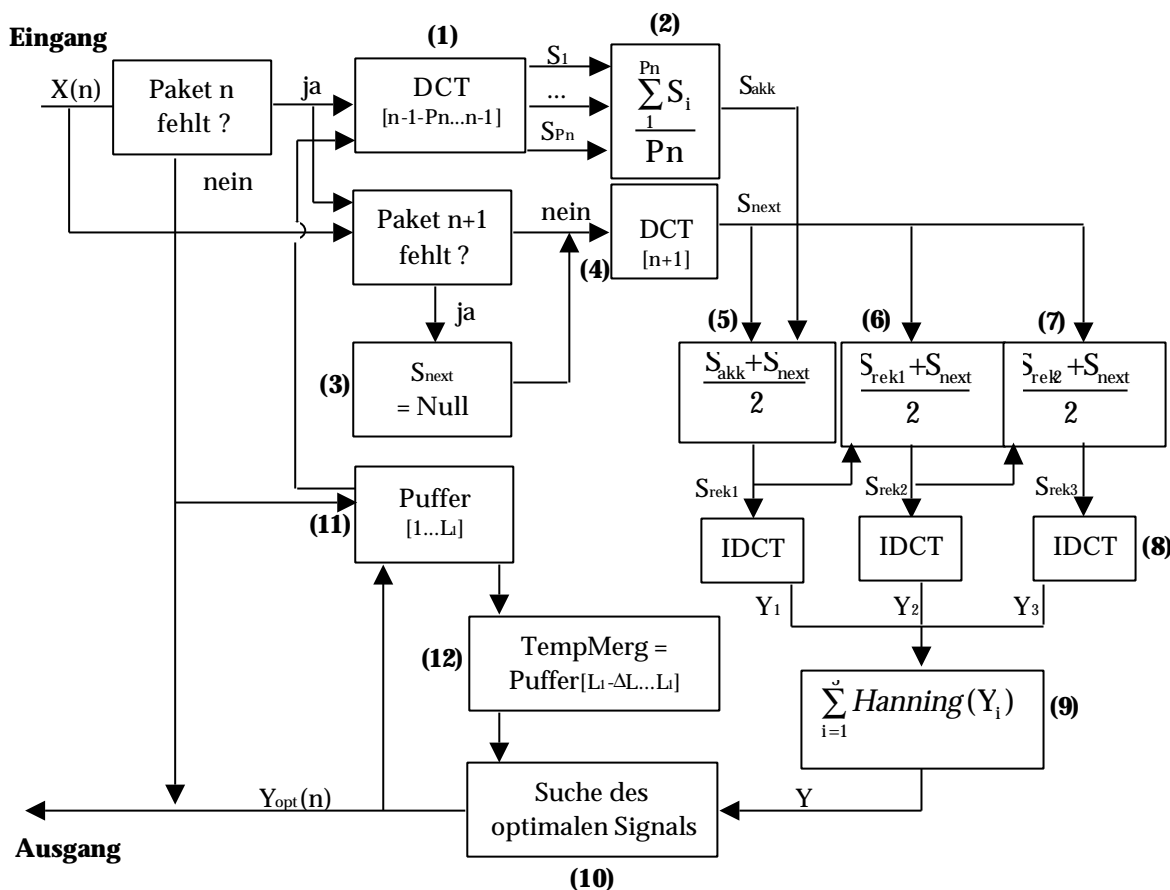 Eingang
X(n)
Paket n
fehlt ?
ja
nein
(1)
DCT
[n-1-Pn...n-1]
S1
...
SPn
(2)
Pn
∑ Si
1
Pn
Sakk
Paket n+1
fehlt ?
nein
ja
(4)
DCT
[n+1]
Snext
(3)
Snext
= Null
(5)
Sakk+Snext
2
(6)
Srek1+Snext
2
(7)
Srek2+Snext
2
Srek1
Srek2
Srek3
IDCT
IDCT
IDCT
(8)
Y1
Y2
Y3
(11)
Puffer
[1...L1]
(12)
TempMerg =
Puffer[L1-ΔL...L1]
∑ Hanning(Yi)
i=1
(9)
Y
Suche des
optimalen Signals
(10)
Yopt(n)
Ausgang